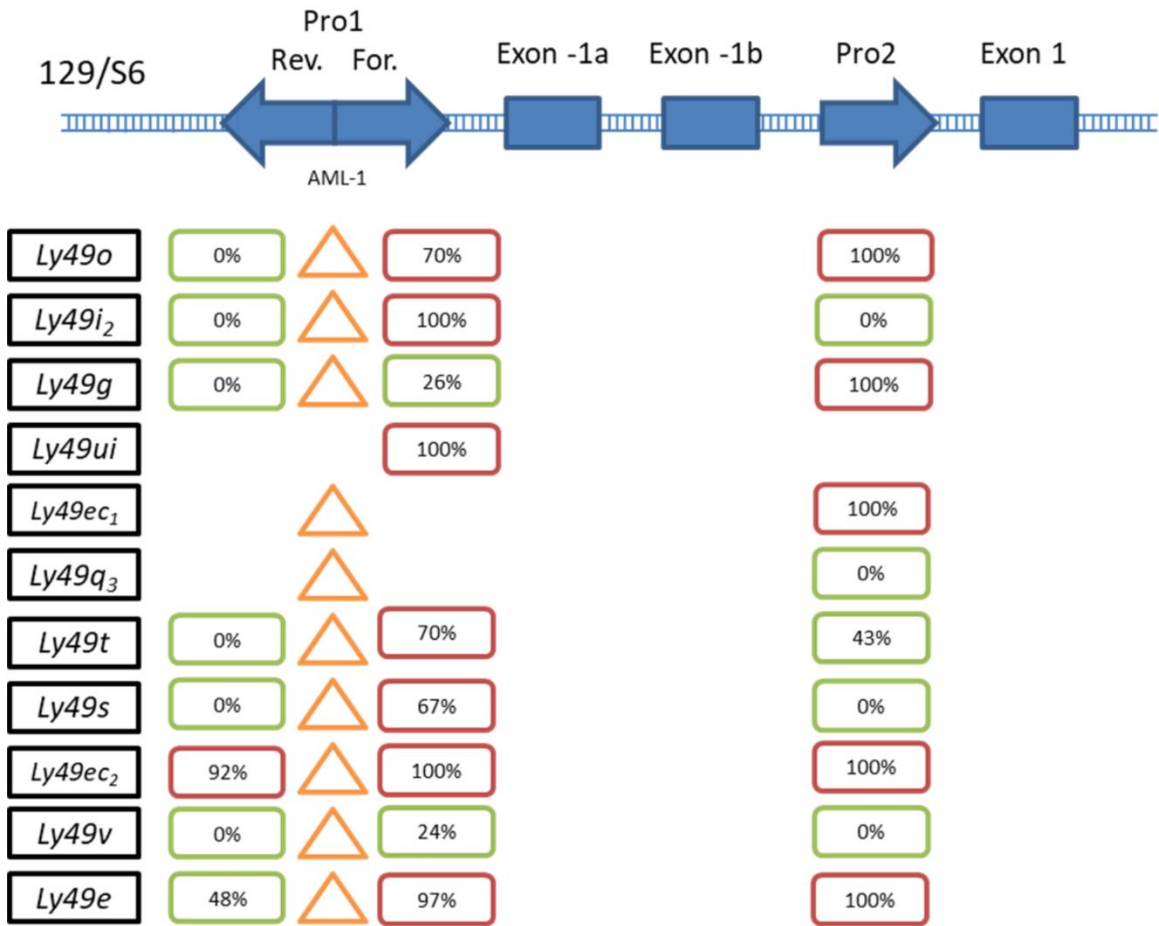 Pro1
129/S6 Rev. For. Exon -1a Exon -1b Pro2 Exon 1
AML-1
Ly49o 0% 70% 100%
Ly49i2 0% 100% 0%
Ly49g 0% 26% 100%
Ly49ui 100%
Ly49ec1 100%
Ly49q3 0%
Ly49t 0% 70% 43%
Ly49s 0% 67% 0%
Ly49ec2 92% 100% 100%
Ly49v 0% 24% 0%
Ly49e 48% 97% 100%